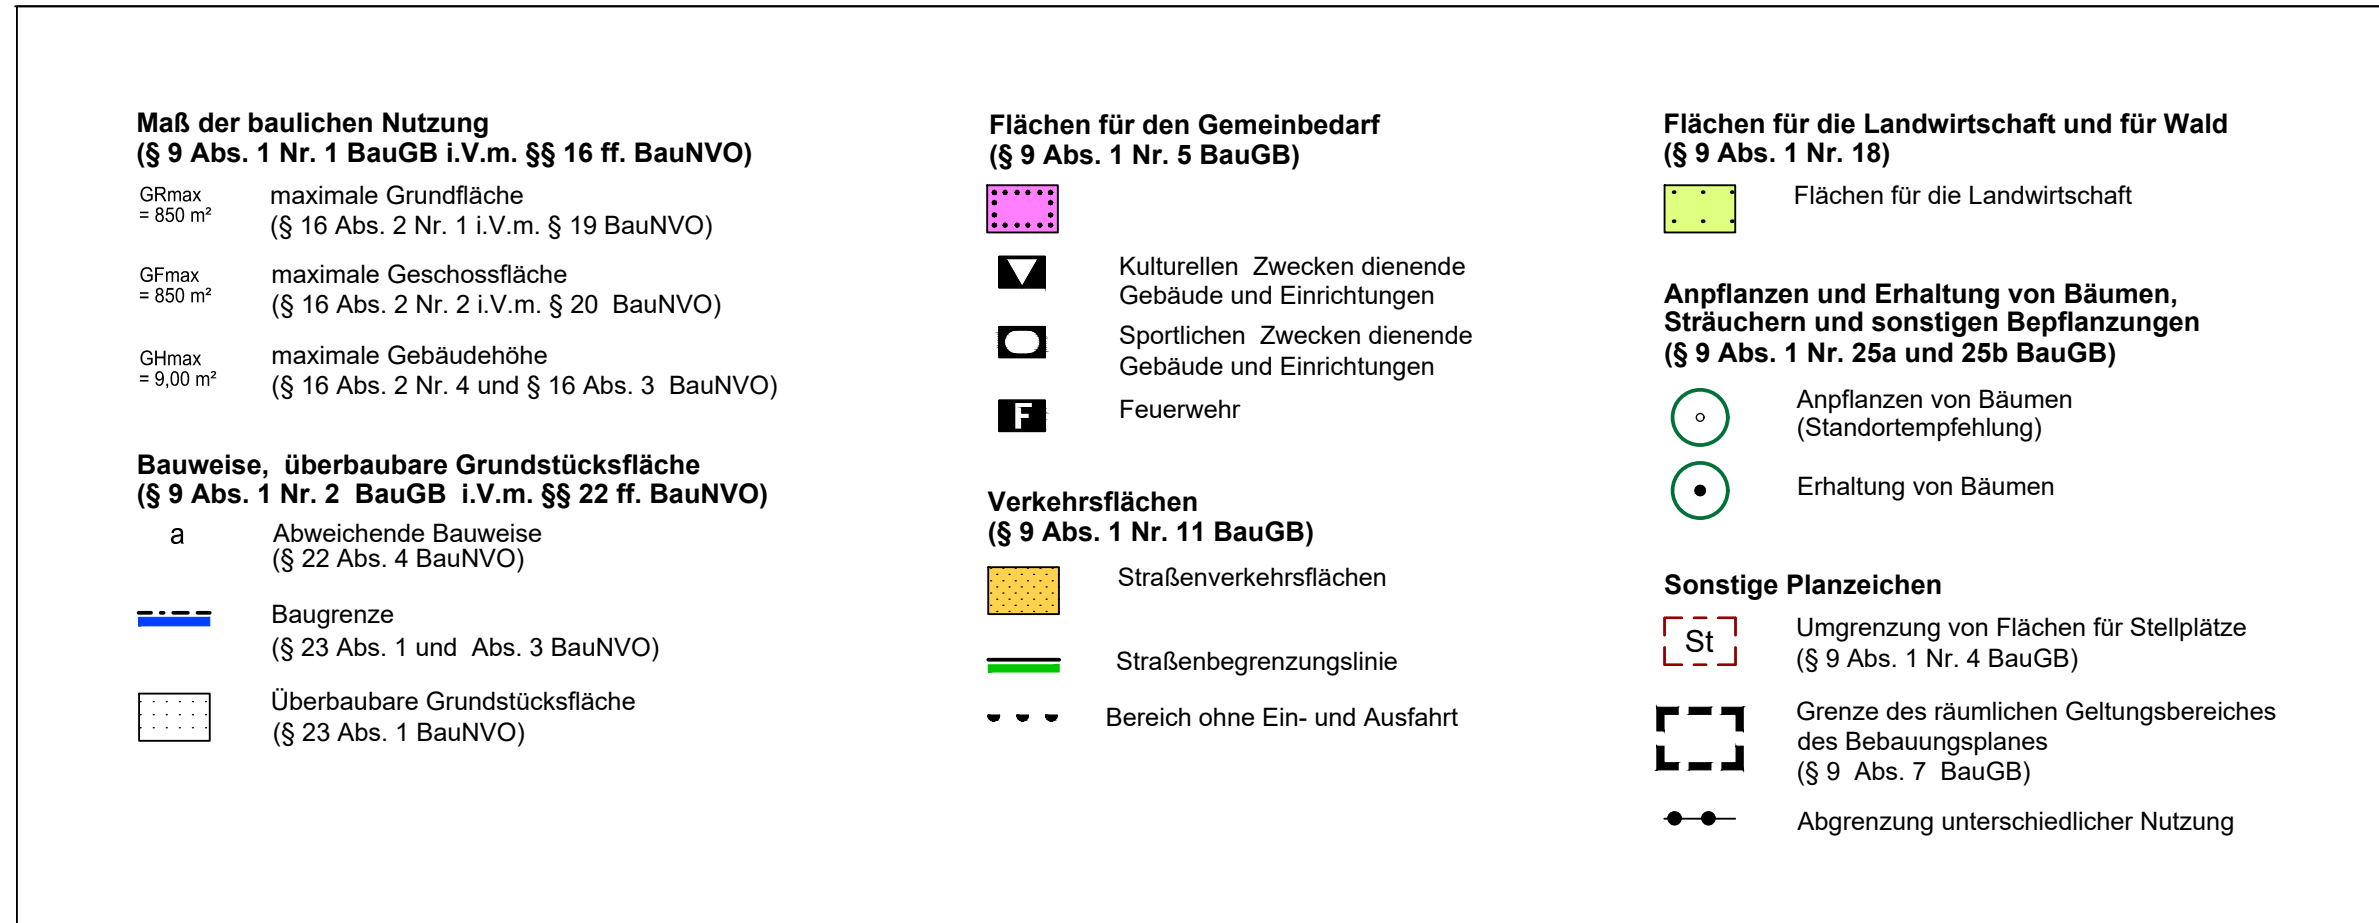 Maß der baulichen Nutzung
(§ 9 Abs. 1 Nr. 1 BauGB i.V.m. §§ 16 ff. BauNVO)
GRmax
= 850 m²
maximale Grundfläche
(§ 16 Abs. 2 Nr. 1 i.V.m. § 19 BauNVO)
GFmax
= 850 m²
maximale Geschossfläche
(§ 16 Abs. 2 Nr. 2 i.V.m. § 20 BauNVO)
GHmax
= 9,00 m²
maximale Gebäudehöhe
(§ 16 Abs. 2 Nr. 4 und § 16 Abs. 3 BauNVO)
Bauweise, überbaubare Grundstücksfläche
(§ 9 Abs. 1 Nr. 2 BauGB i.V.m. §§ 22 ff. BauNVO)
a
Abweichende Bauweise
(§ 22 Abs. 4 BauNVO)
Baugrenze
(§ 23 Abs. 1 und Abs. 3 BauNVO)
Überbaubare Grundstücksfläche
(§ 23 Abs. 1 BauNVO)
Flächen für den Gemeinbedarf
(§ 9 Abs. 1 Nr. 5 BauGB)
Kulturellen Zwecken dienende
Gebäude und Einrichtungen
Sportlichen Zwecken dienende
Gebäude und Einrichtungen
F
Feuerwehr
Verkehrsflächen
(§ 9 Abs. 1 Nr. 11 BauGB)
Straßenverkehrsflächen
Straßenbegrenzungslinie
Bereich ohne Ein- und Ausfahrt
Flächen für die Landwirtschaft und für Wald
(§ 9 Abs. 1 Nr. 18)
Flächen für die Landwirtschaft
Anpflanzen und Erhaltung von Bäumen,
Sträuchern und sonstigen Bepflanzungen
(§ 9 Abs. 1 Nr. 25a und 25b BauGB)
Anpflanzen von Bäumen
(Standortempfehlung)
Erhaltung von Bäumen
Sonstige Planzeichen
St
Umgrenzung von Flächen für Stellplätze
(§ 9 Abs. 1 Nr. 4 BauGB)
Grenze des räumlichen Geltungsbereiches
des Bebauungsplanes
(§ 9 Abs. 7 BauGB)
Abgrenzung unterschiedlicher Nutzung